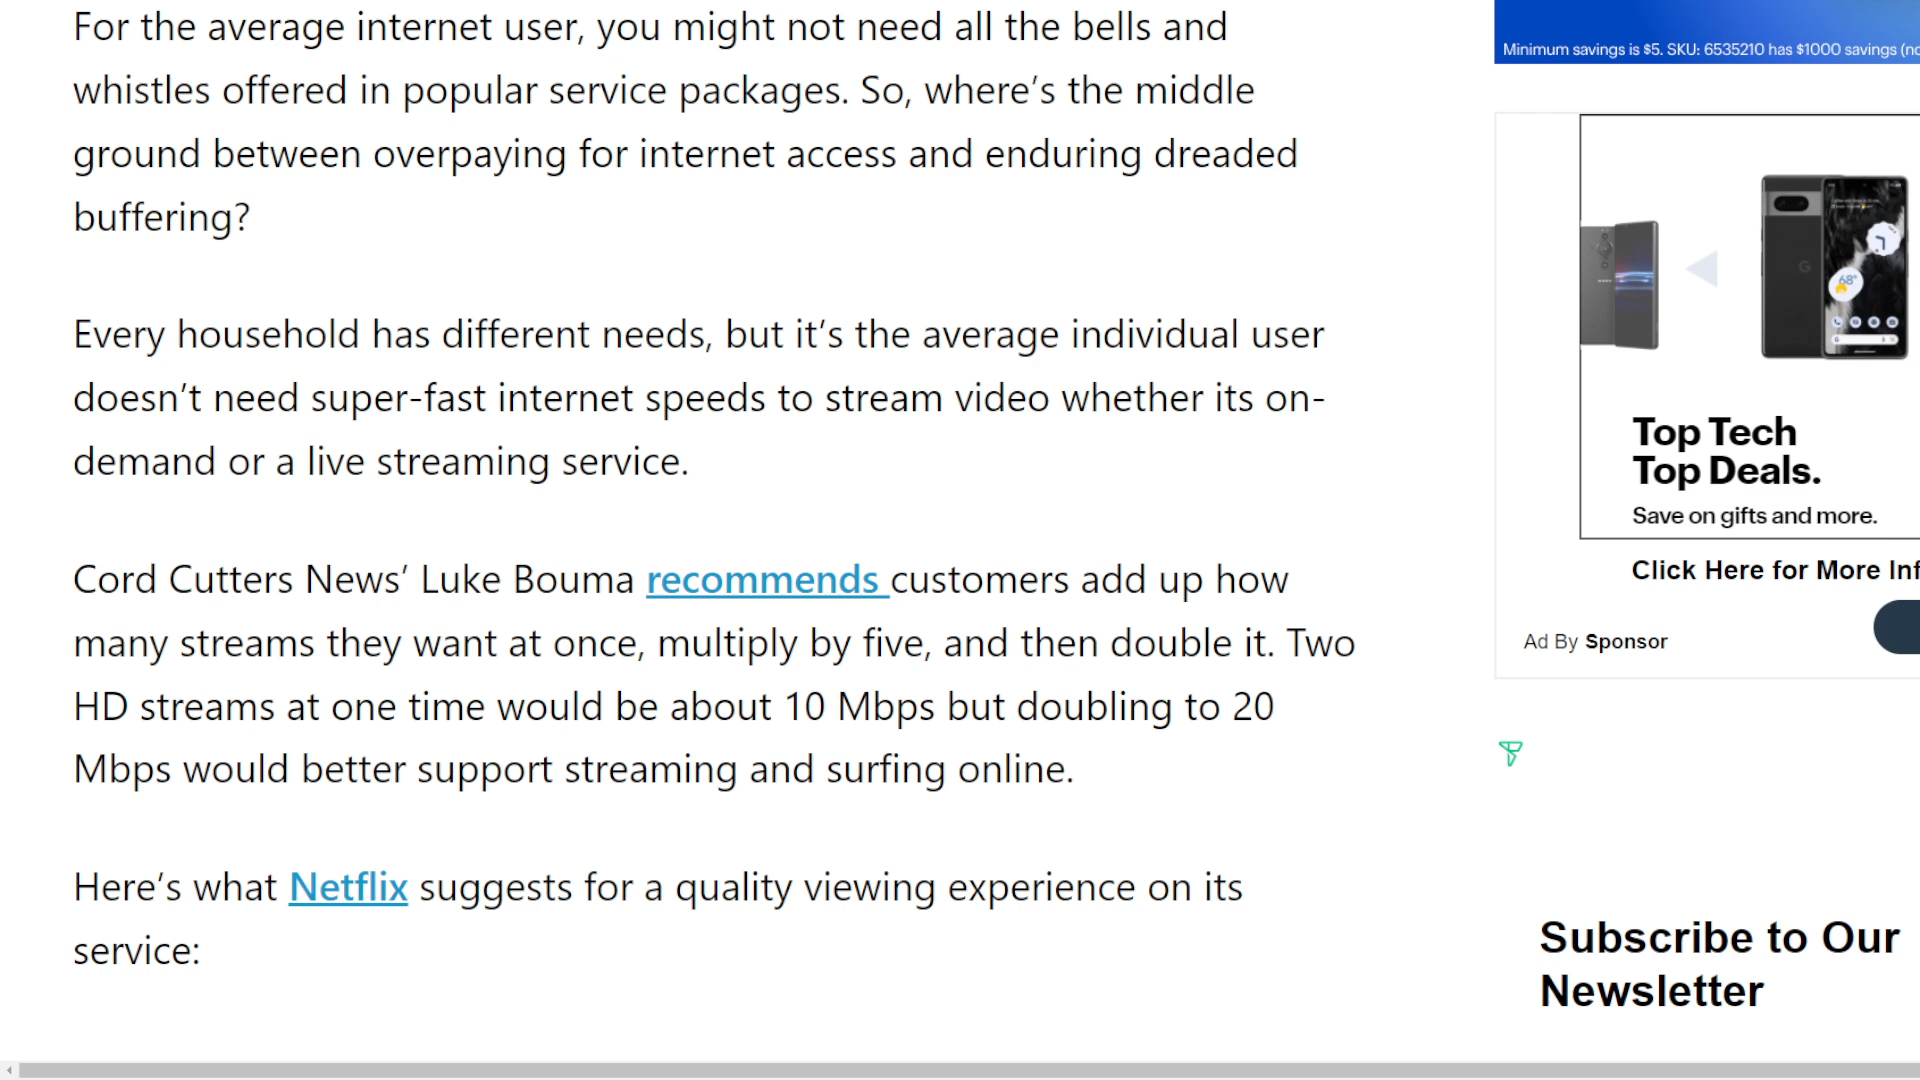 For the average internet user, you might not need all the bells and
whistles offered in popular service packages. So, where’s the middle
ground between overpaying for internet access and enduring dreaded
buffering?
Every household has different needs, but it’s the average individual user
doesn’t need super-fast internet speeds to stream video whether its on-
demand or a live streaming service.
Cord Cutters News’ Luke Bouma recommends customers add up how
many streams they want at once, multiply by five, and then double it. Two
HD streams at one time would be about 10 Mbps but doubling to 20
Mbps would better support streaming and surfing online.
Here’s what Netflix suggests for a quality viewing experience on its
service:
Minimum savings is $5. SKU: 6535210 has $1000 savings (no
68°
Top Tech
Top Deals.
Save on gifts and more.
Click Here for More Inf
Ad By Sponsor
Subscribe to Our
Newsletter